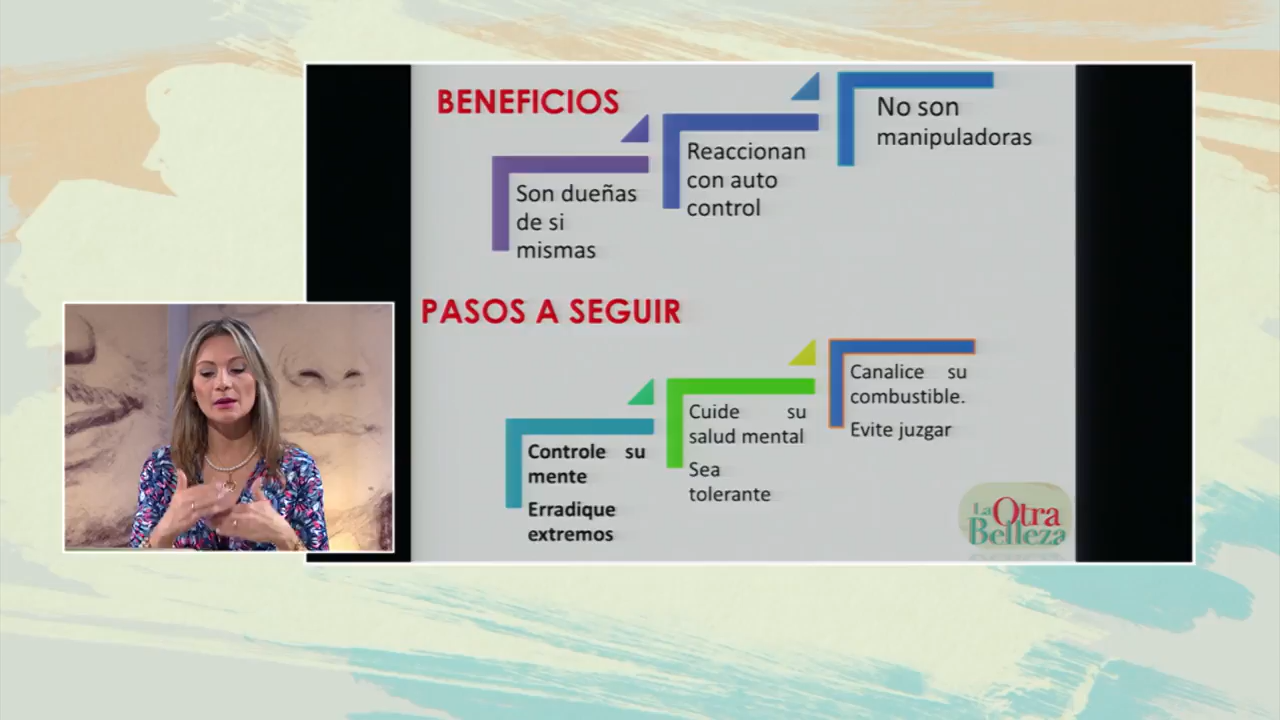 BENEFICIOS
Son dueñas
de si
mismas
Reaccionan
con auto
control
No son
manipuladoras
PASOS A SEGUIR
Controle su
mente
Erradique
extremos
Cuide su
salud mental
Sea
tolerante
Canalice su
combustible.
Evite juzgar
La Otra
Belleza